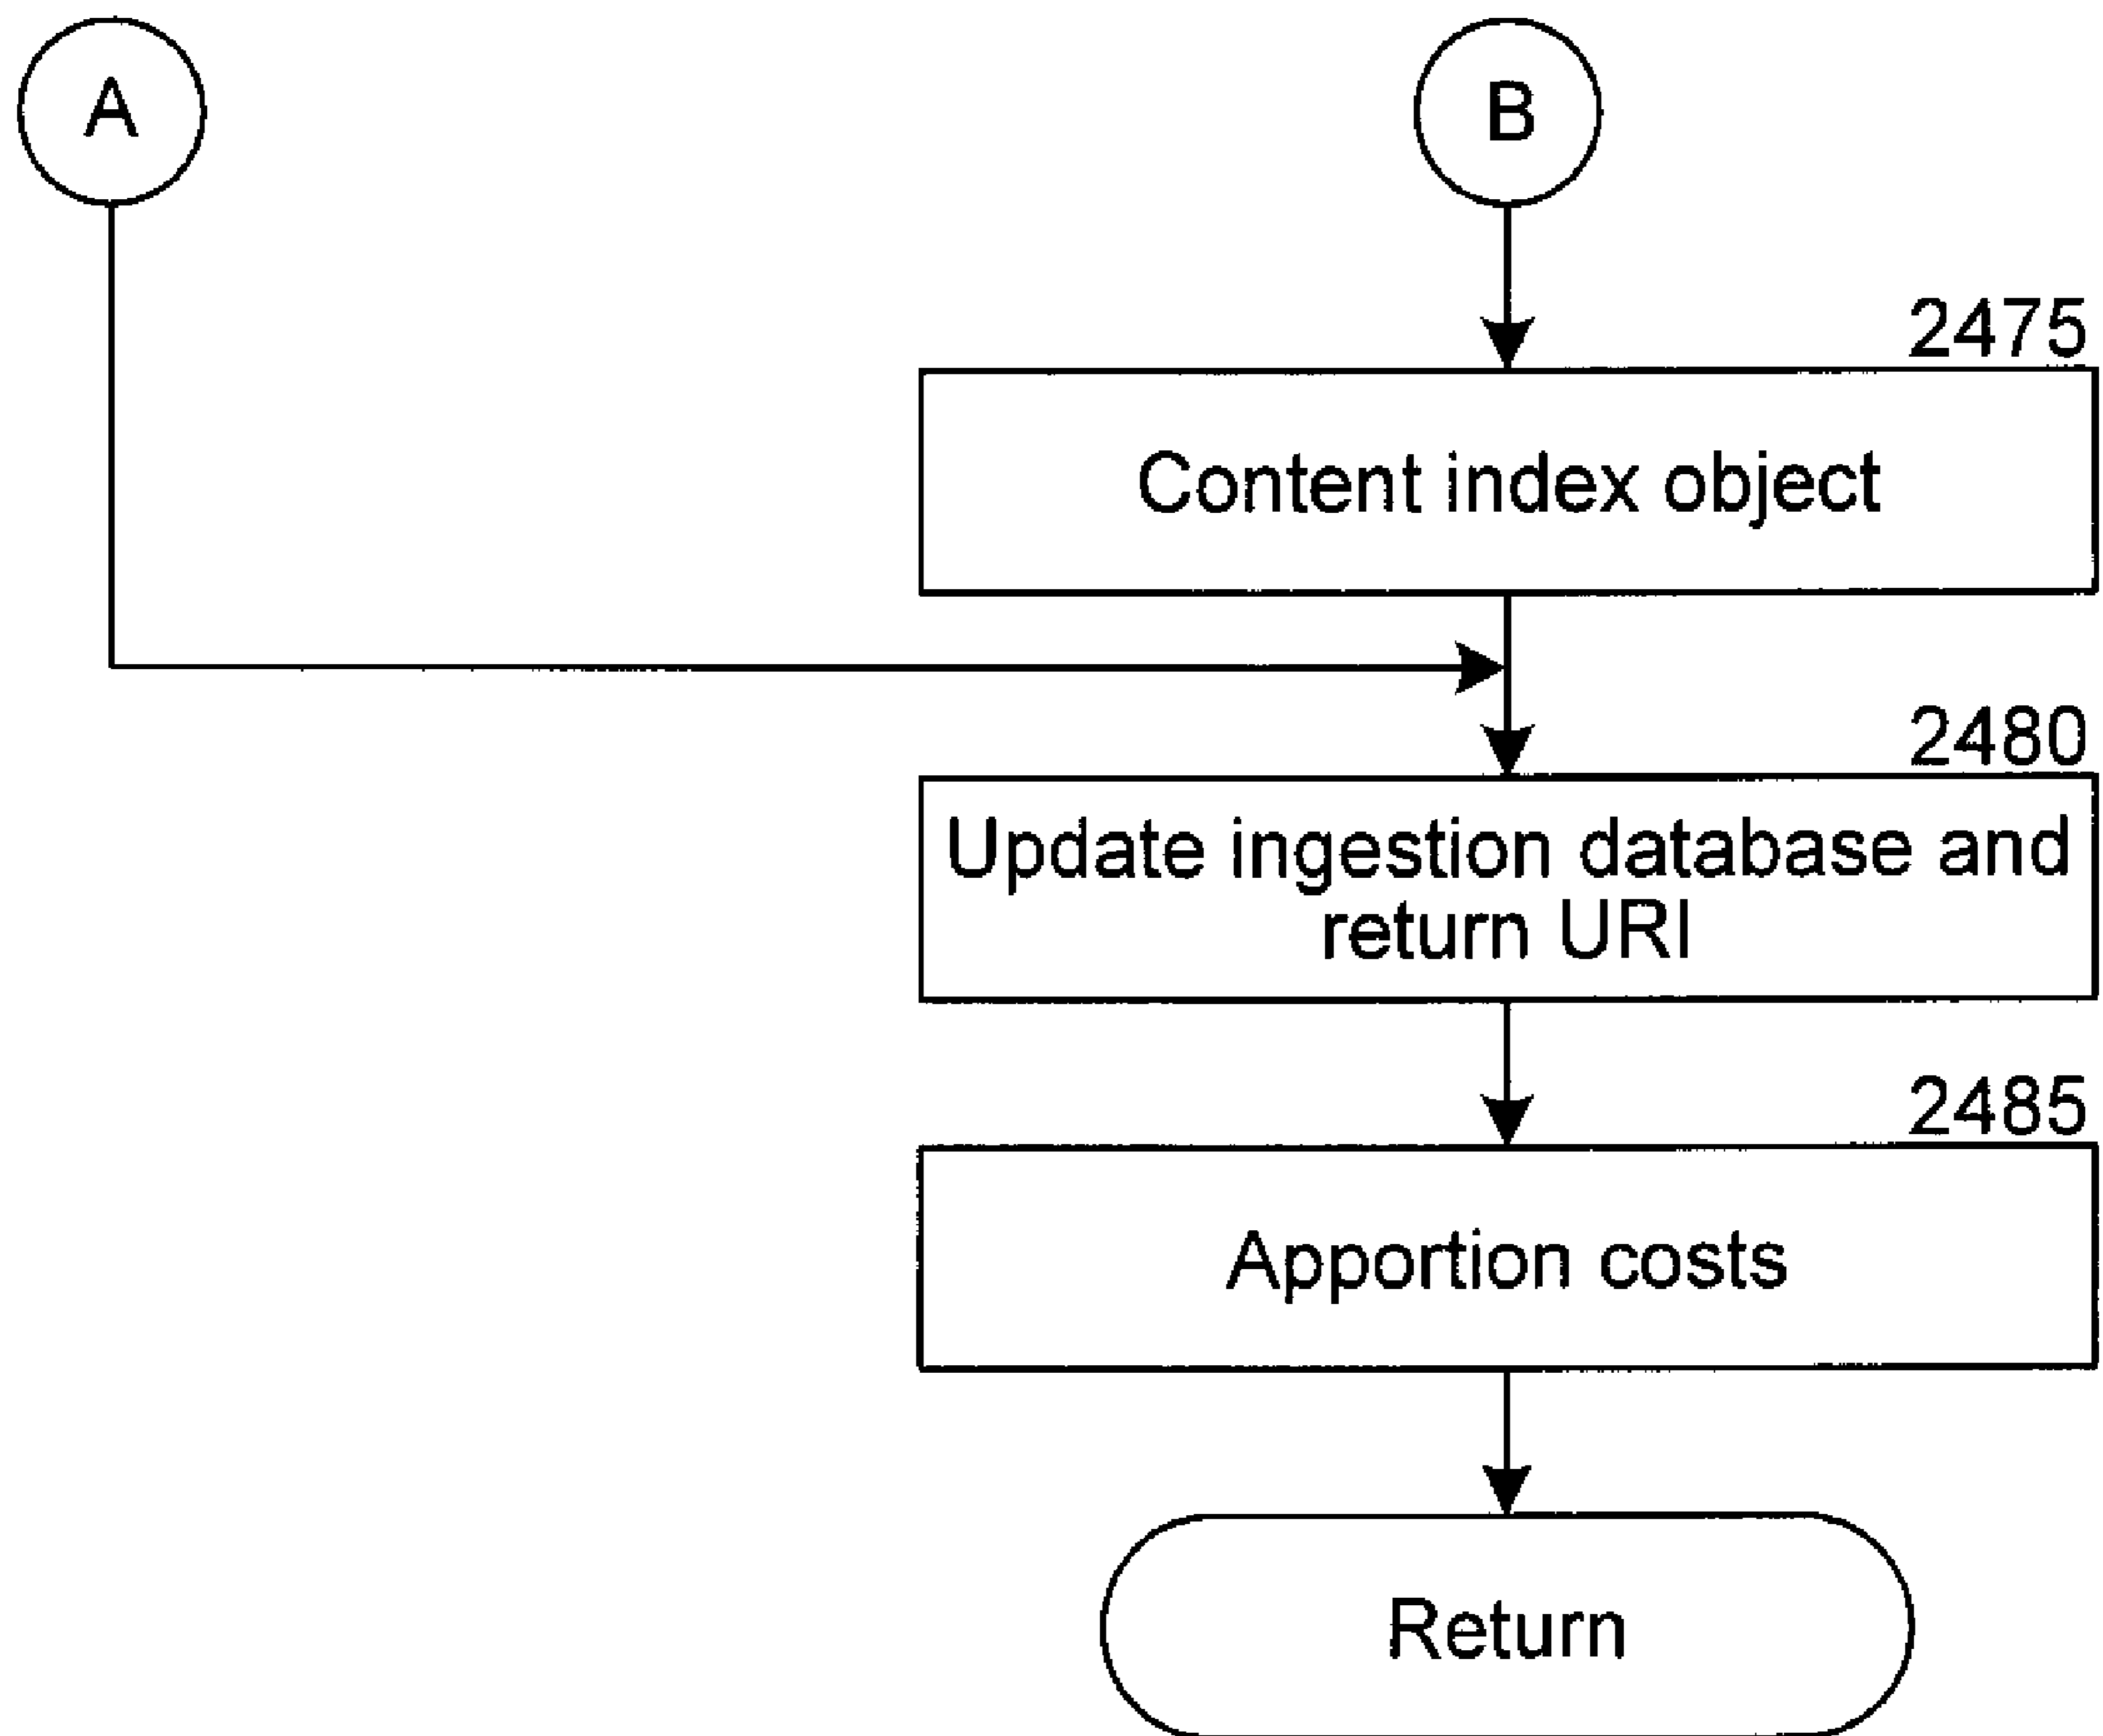 A
B
2475
Content index object
2480
Update ingestion database and
return URI
2485
Apportion costs
Return